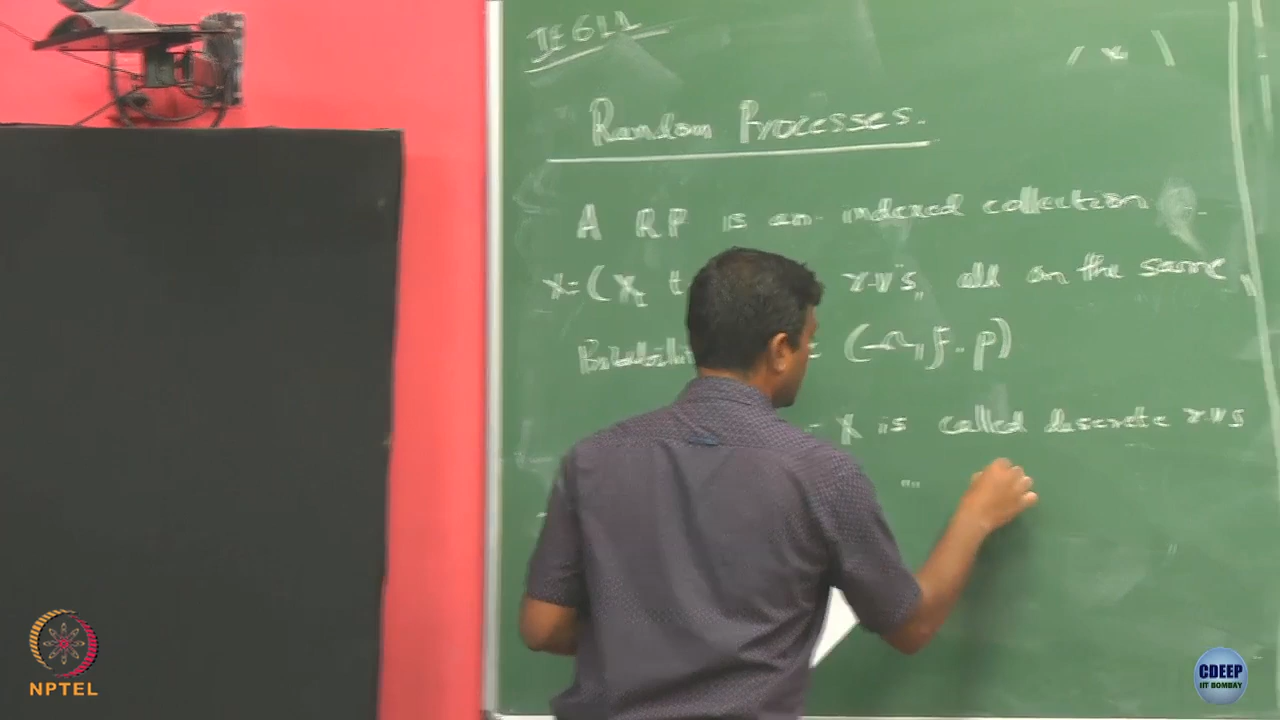 IE 611
( x )
Random Processes.
A RP is an indexed collection
X=(Xt t r.v's, all on the same
(Ω, F. P)
X is called discrete r.v.s
"
NPTEL
CDEEP
IIT BOMBAY